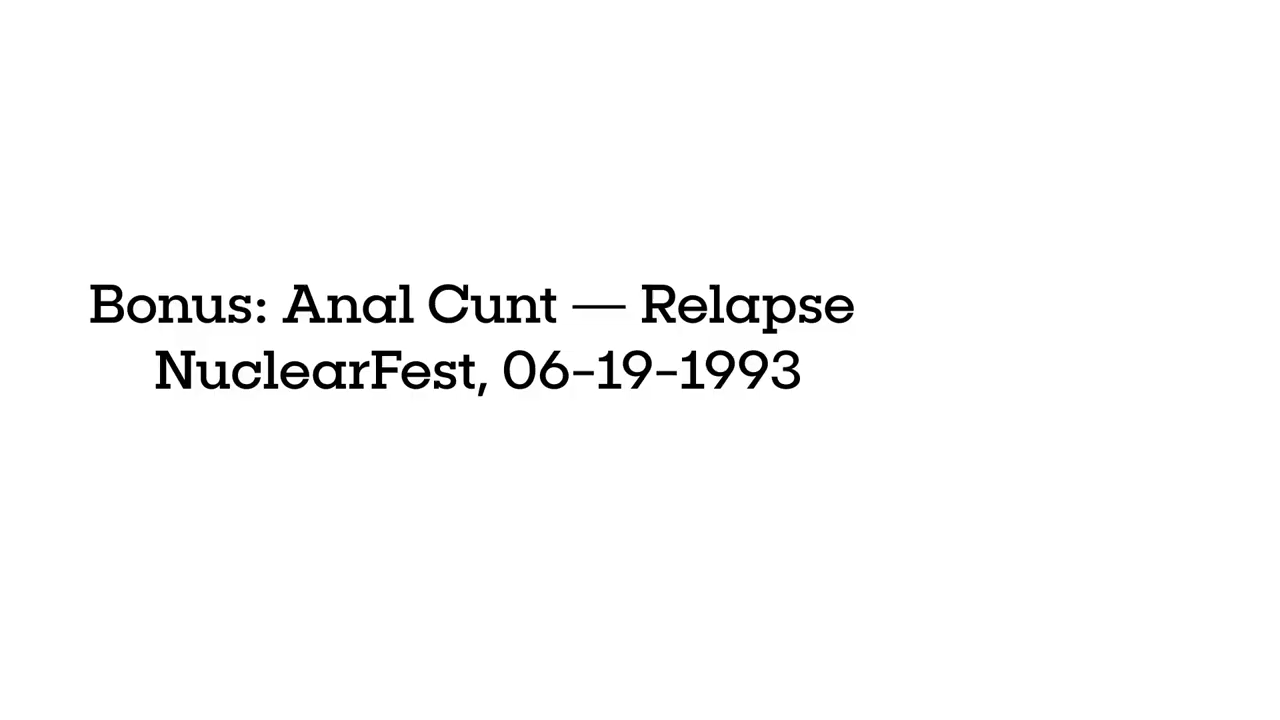 Bonus: Anal Cunt — Relapse
NuclearFest, 06-19-1993